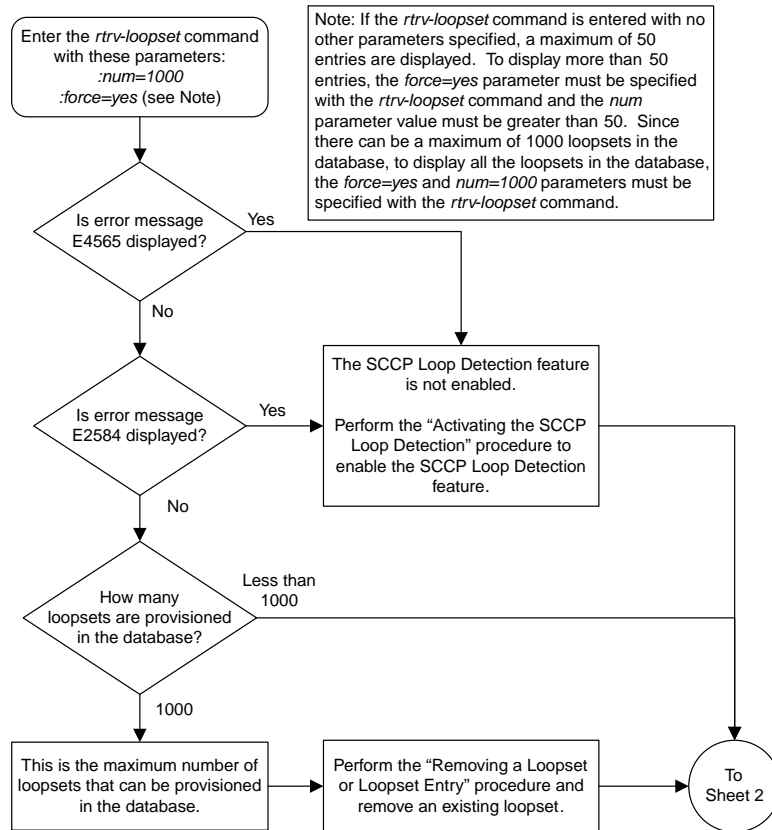 Enter the rtrv-loopset command
with these parameters:
:num=1000
:force=yes (see Note)
Note: If the rtrv-loopset command is entered with no
other parameters specified, a maximum of 50
entries are displayed. To display more than 50
entries, the force=yes parameter must be specified
with the rtrv-loopset command and the num
parameter value must be greater than 50. Since
there can be a maximum of 1000 loopsets in the
database, to display all the loopsets in the database,
the force=yes and num=1000 parameters must be
specified with the rtrv-loopset command.
Is error message
E4565 displayed?
Yes
No
The SCCP Loop Detection feature
is not enabled.
Perform the “Activating the SCCP
Loop Detection” procedure to
enable the SCCP Loop Detection
feature.
Is error message
E2584 displayed?
Yes
No
How many
loopsets are provisioned
in the database?
Less than
1000
1000
This is the maximum number of
loopsets that can be provisioned
in the database.
Perform the “Removing a Loopset
or Loopset Entry” procedure and
remove an existing loopset.
To
Sheet 2